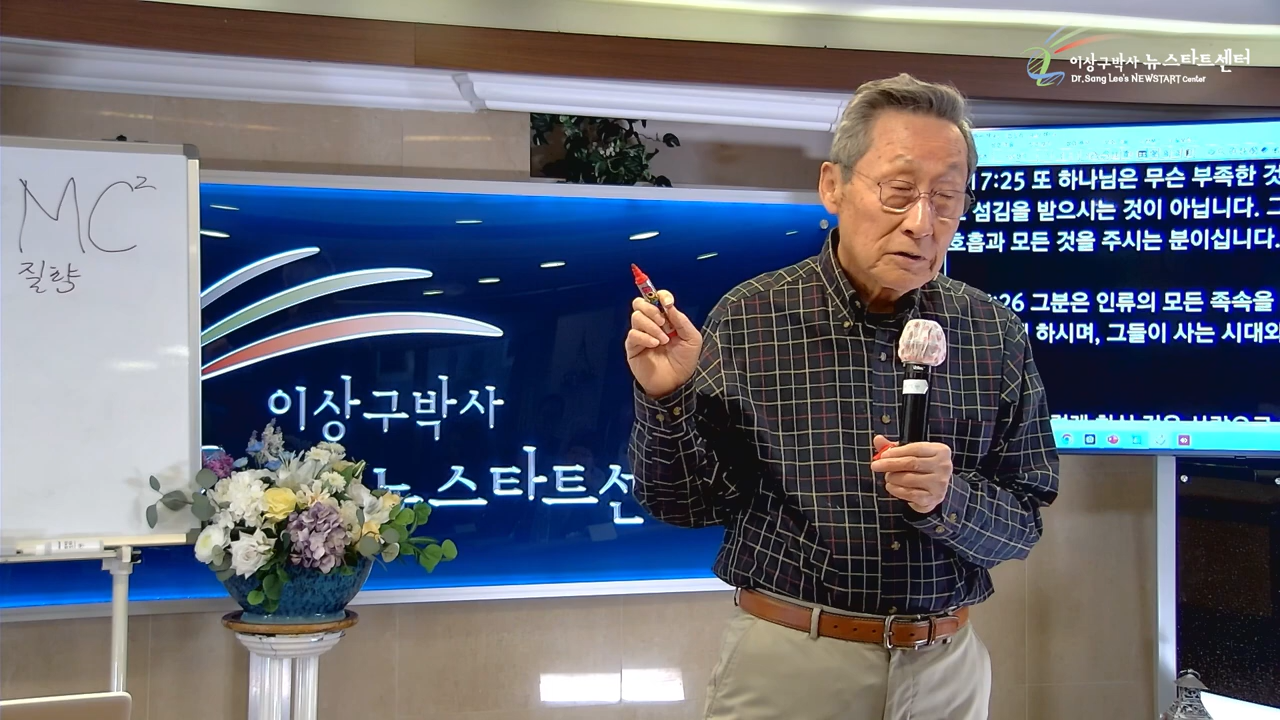 이상구박사 뉴스타트센터
Dr. Sang Lee's NEWSTART Center
MC²
질량
이상구박사
뉴스타트센
17:25 또 하나님은 무슨 부족한 것
섬김을 받으시는 것이 아닙니다. 그
호흡과 모든 것을 주시는 분이십니다.
26 그분은 인류의 모든 족속을
하시며, 그들이 사는 시대와